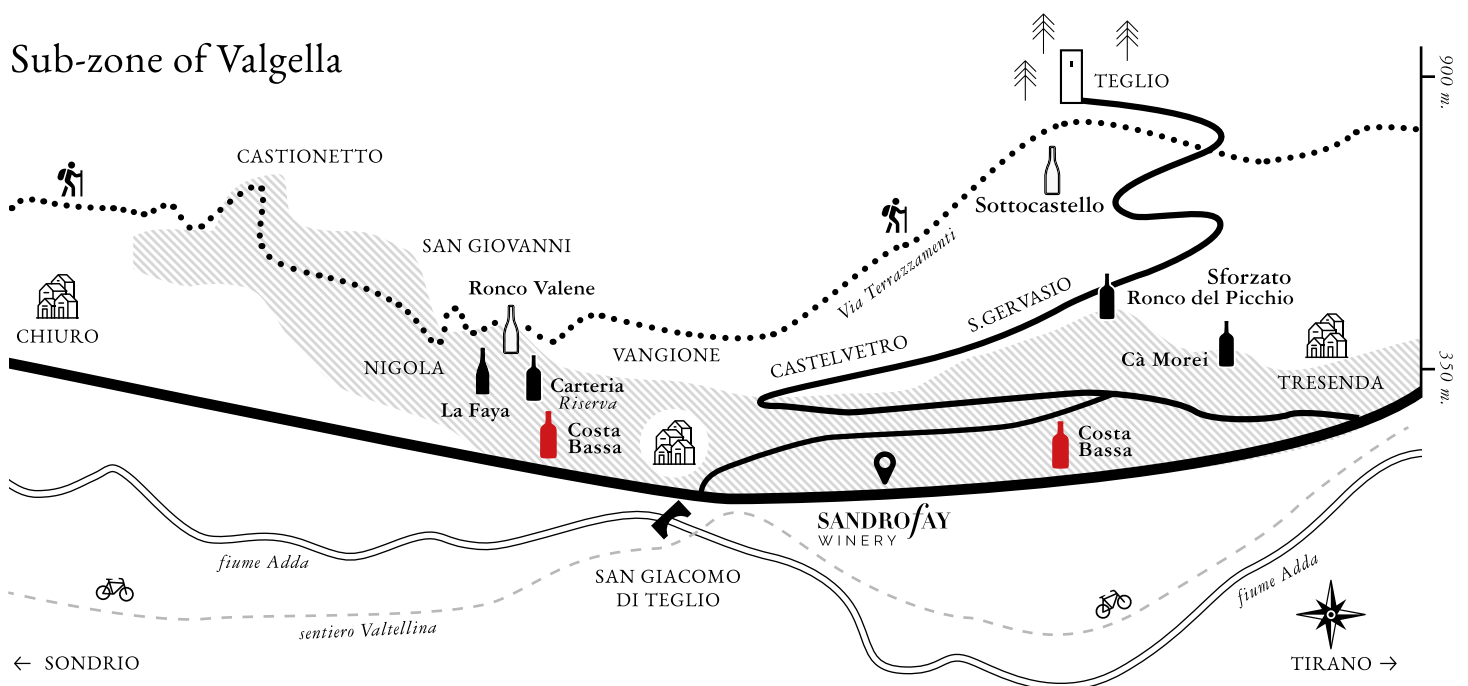 Sub-zone of Valgella
TEGLIO
900 m.
CASTIONETTO
Sottocastello
SAN GIOVANNI
Via Terrazzamenti
Ronco Valene
S.GERVASIO
Sforzato
Ronco del Picchio
CHIURO
NIGOLA
VANGIONE
CASTELVETRO
Cà Morei
TRESENDA
350 m.
La Faya
Carteria
Riserva
Costa
Bassa
Costa
Bassa
SANDROfAY
WINERY
fiume Adda
SAN GIACOMO
DI TEGLIO
fiume Adda
sentiero Valtellina
← SONDRIO
TIRANO →